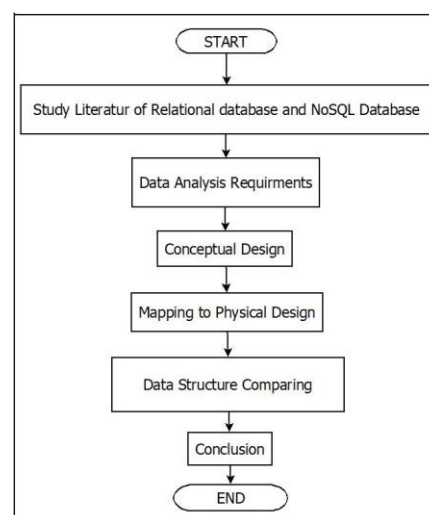 START
Study Literatur of Relational database and NoSQL Database
Data Analysis Requirments
Conceptual Design
Mapping to Physical Design
Data Structure Comparing
Conclusion
END